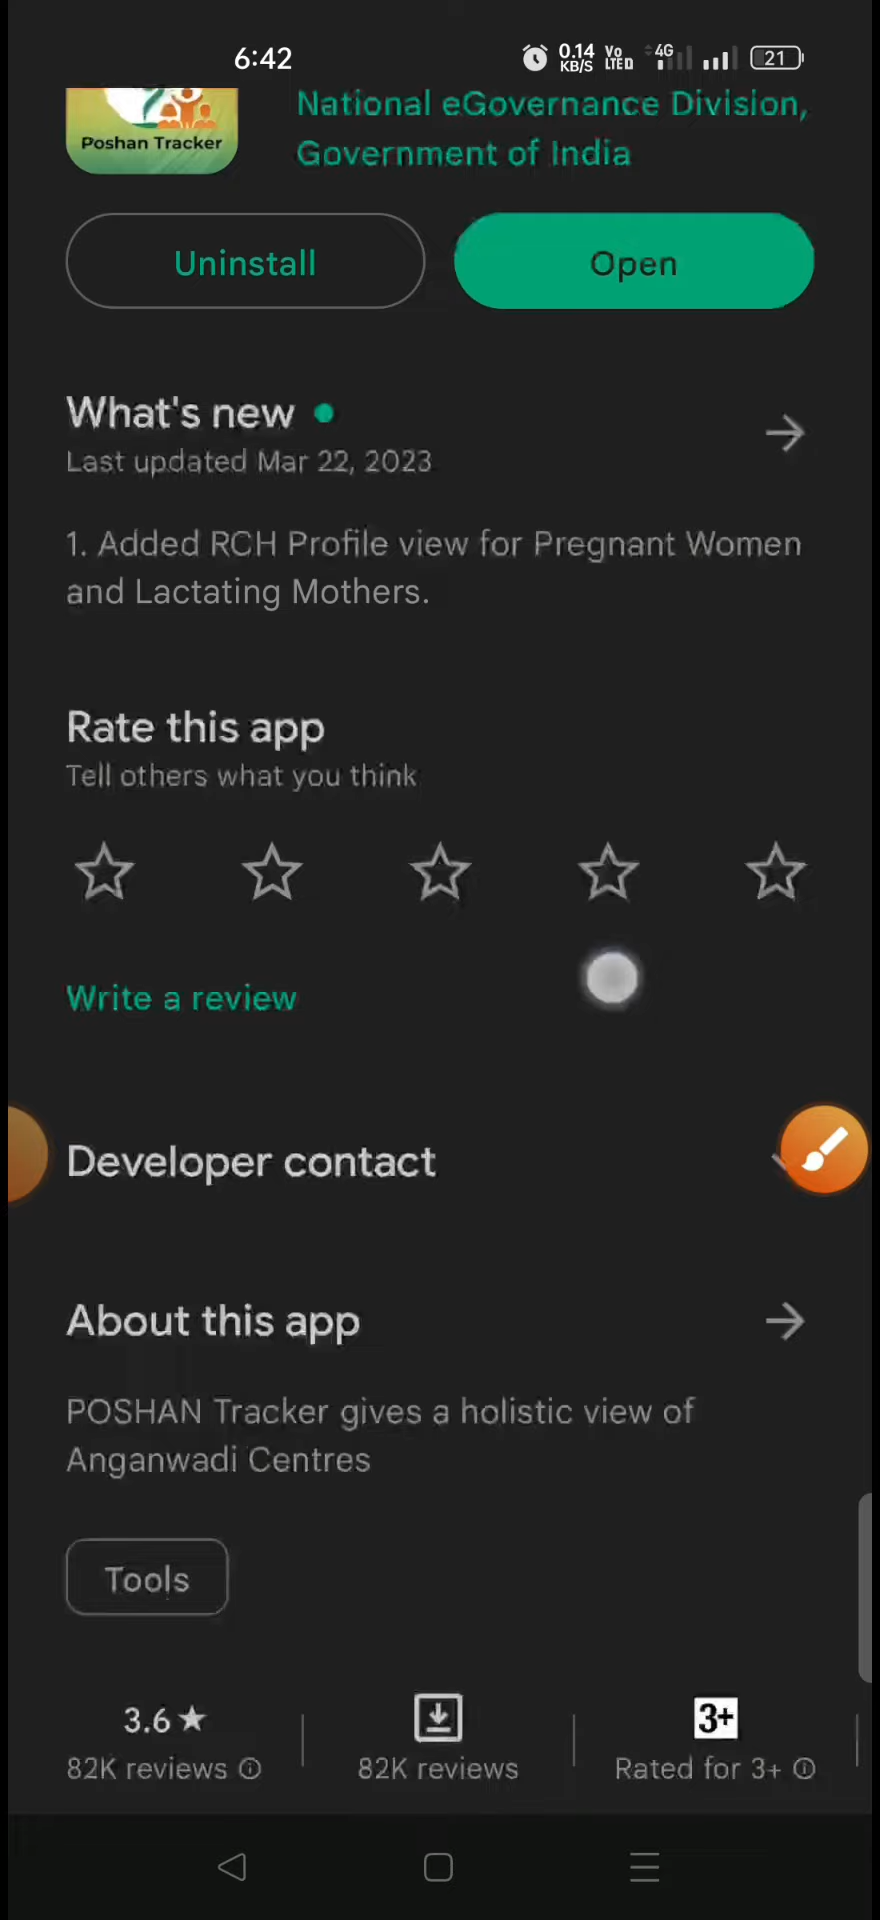 6:42
0.14
KB/S
Vo
LTE
4G
21
Poshan Tracker
National eGovernance Division,
Government of India
Uninstall
Open
What's new
Last updated Mar 22, 2023
1. Added RCH Profile view for Pregnant Women
and Lactating Mothers.
Rate this app
Tell others what you think
Write a review
Developer contact
About this app
POSHAN Tracker gives a holistic view of
Anganwadi Centres
Tools
3.6★
82K reviews
82K reviews
3+
Rated for 3+